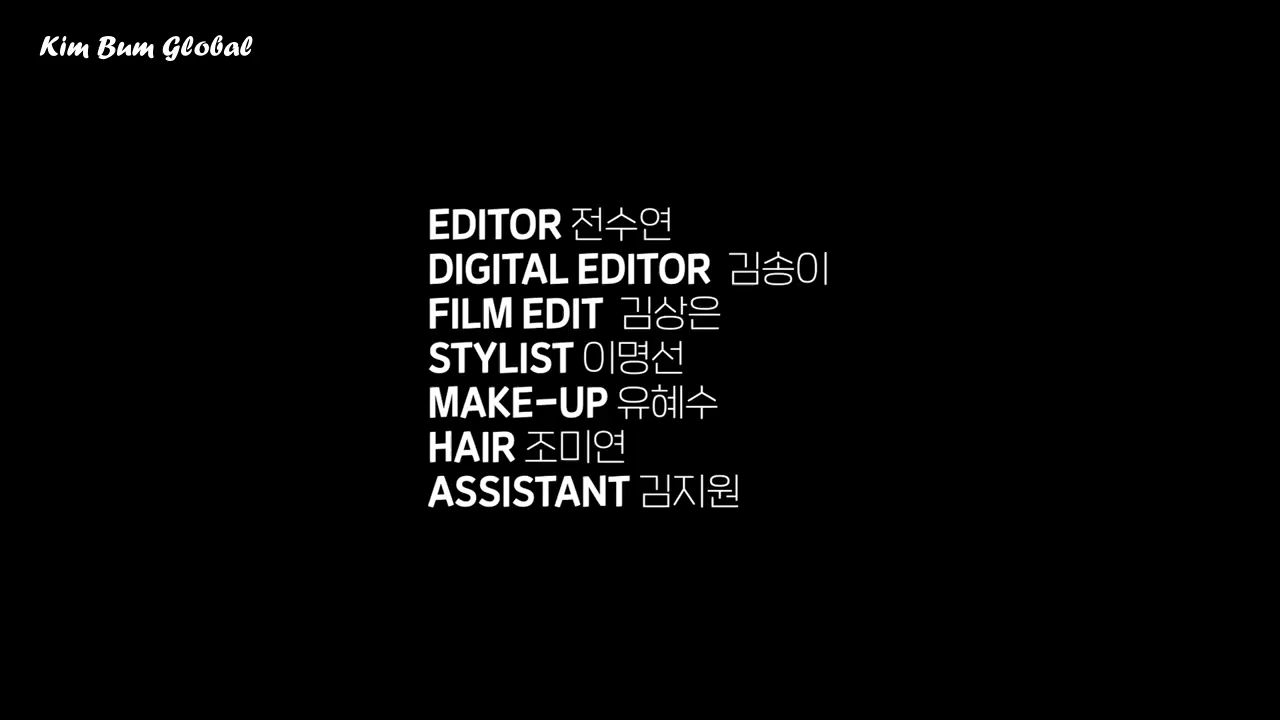 Kim Bum Global
EDITOR 전수연
DIGITAL EDITOR 김송이
FILM EDIT 김상은
STYLIST 이명선
MAKE-UP 유혜수
HAIR 조미연
ASSISTANT 김지원